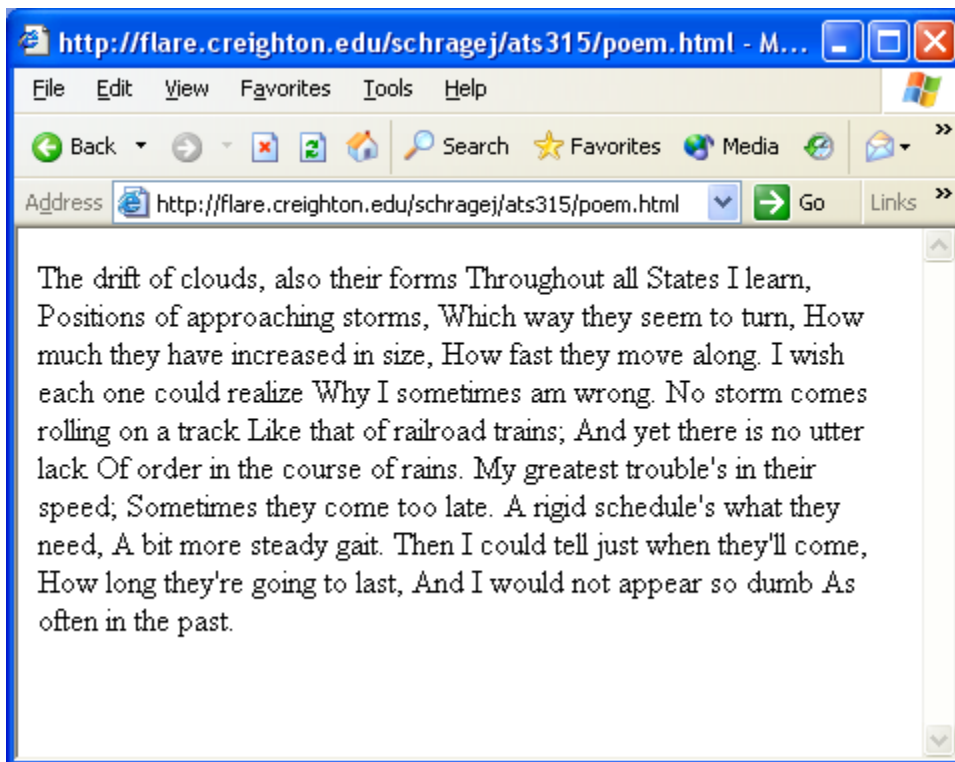 http://flare.creighton.edu/schragej/ats315/poem.html - M...
File Edit View Favorites Tools Help
Back Search Favorites Media »
Address http://flare.creighton.edu/schragej/ats315/poem.html Go Links »
The drift of clouds, also their forms Throughout all States I learn,
Positions of approaching storms, Which way they seem to turn, How
much they have increased in size, How fast they move along. I wish
each one could realize Why I sometimes am wrong. No storm comes
rolling on a track Like that of railroad trains; And yet there is no utter
lack Of order in the course of rains. My greatest trouble's in their
speed; Sometimes they come too late. A rigid schedule's what they
need, A bit more steady gait. Then I could tell just when they'll come,
How long they're going to last, And I would not appear so dumb As
often in the past.